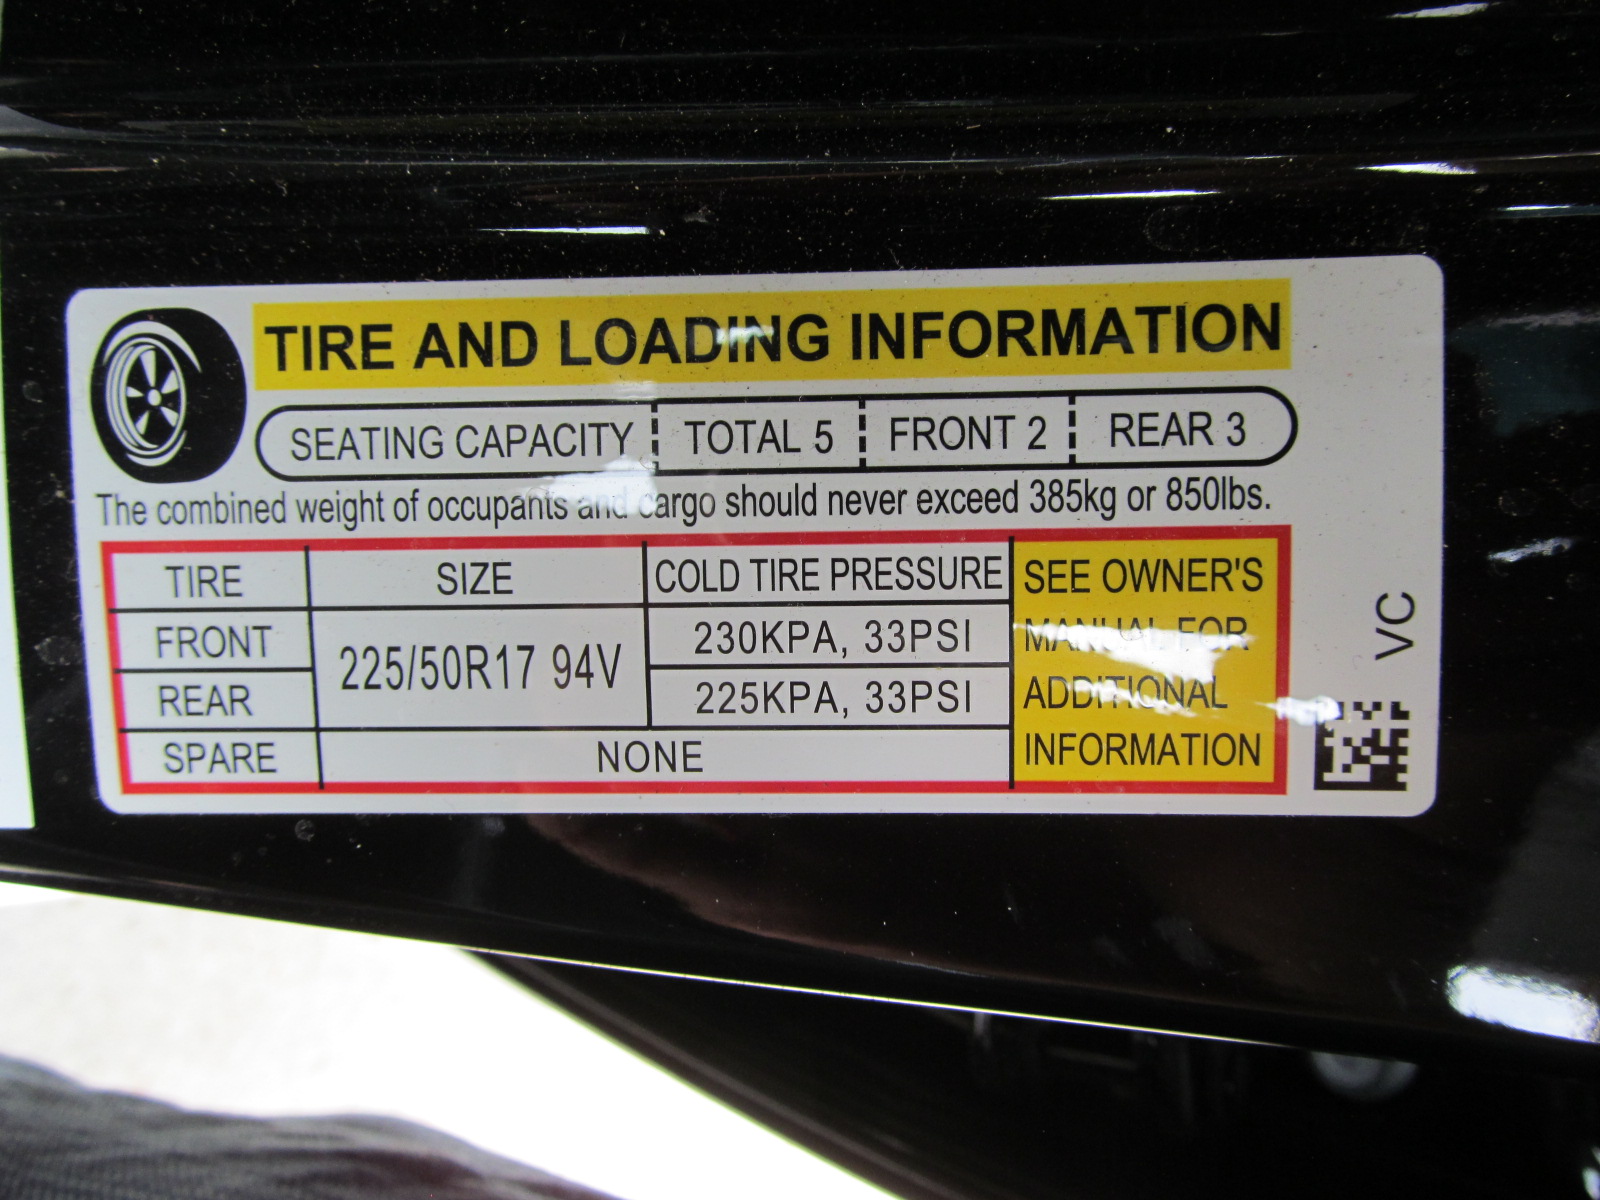 TIRE AND LOADING INFORMATION
SEATING CAPACITY TOTAL 5 FRONT 2 REAR 3
The combined weight of occupants and cargo should never exceed 385kg or 850lbs.
TIRE SIZE COLD TIRE PRESSURE
FRONT 225/50R17 94V 230KPA, 33PSI
REAR 225KPA, 33PSI
SPARE NONE
SEE OWNER'S
MANUAL FOR
ADDITIONAL
INFORMATION
VC